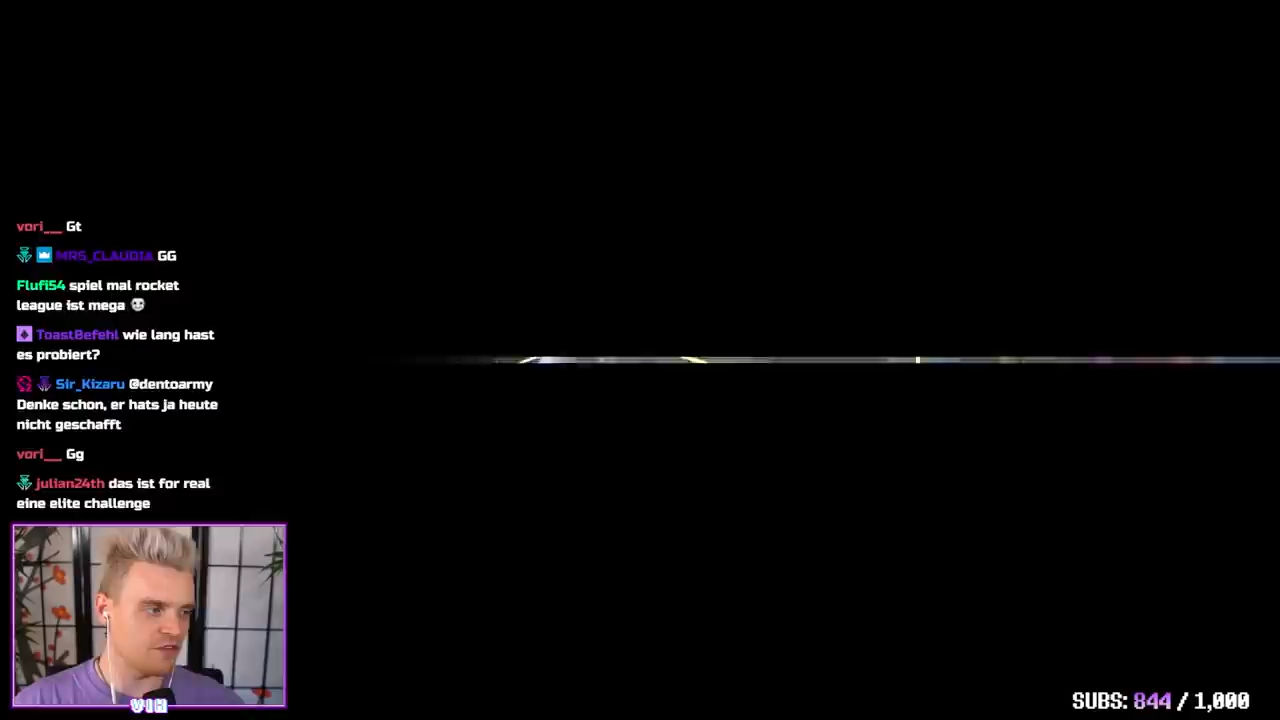 vori__ Gt
MRS_CLAUDIA GG
Flufi54 spiel mal rocket
league ist mega
ToastBefehl wie lang hast
es probiert?
Sir_Kizaru @dentoarmy
Denke schon, er hats ja heute
nicht geschafft
vori__ Gg
julian24th das ist for real
eine elite challenge
SUBS: 844 / 1,000